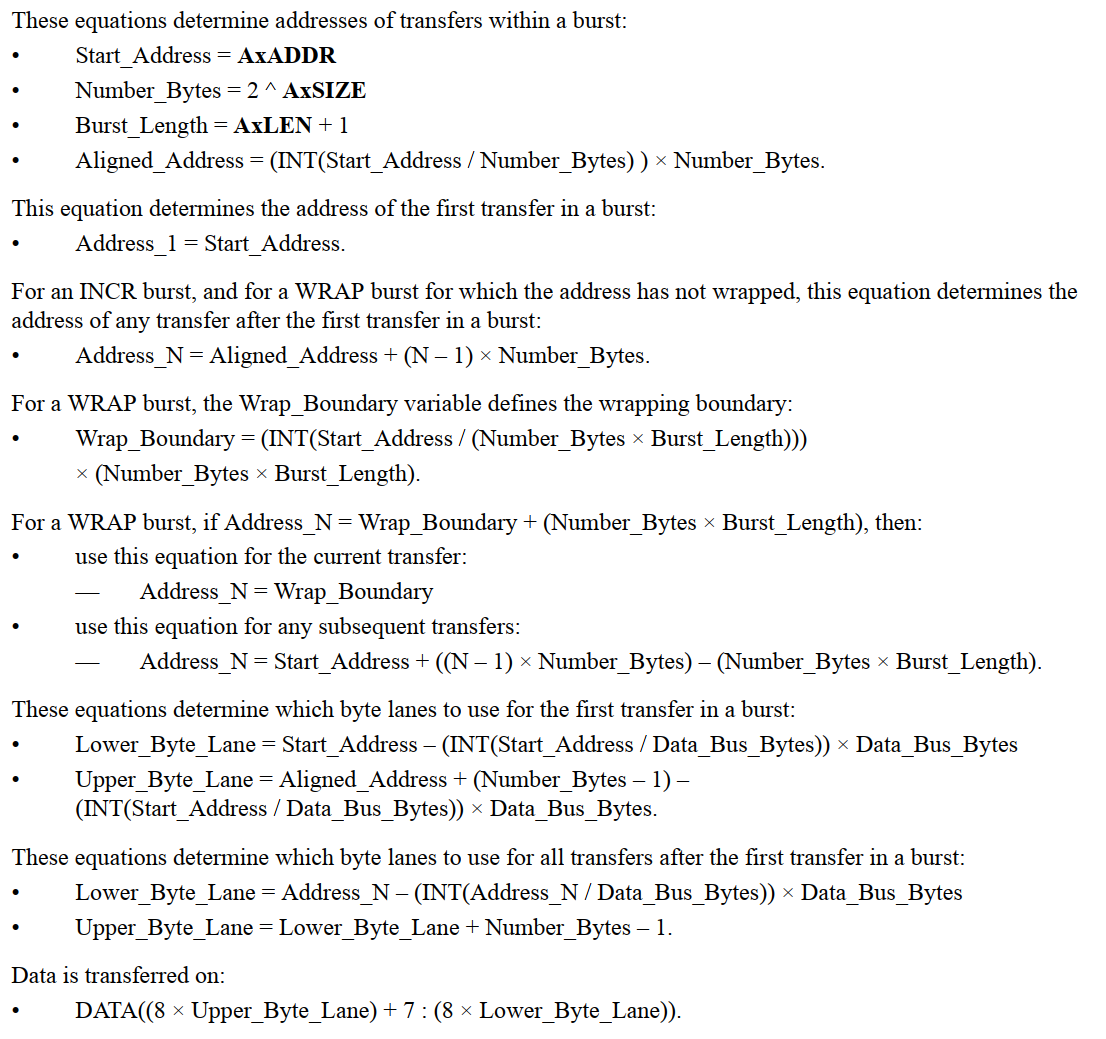 These equations determine addresses of transfers within a burst:
• Start_Address = AxADDR
• Number_Bytes = 2 ^ AxSIZE
• Burst_Length = AxLEN + 1
• Aligned_Address = (INT(Start_Address / Number_Bytes) ) × Number_Bytes.
This equation determines the address of the first transfer in a burst:
• Address_1 = Start_Address.
For an INCR burst, and for a WRAP burst for which the address has not wrapped, this equation determines the
address of any transfer after the first transfer in a burst:
• Address_N = Aligned_Address + (N – 1) × Number_Bytes.
For a WRAP burst, the Wrap_Boundary variable defines the wrapping boundary:
• Wrap_Boundary = (INT(Start_Address / (Number_Bytes × Burst_Length)))
× (Number_Bytes × Burst_Length).
For a WRAP burst, if Address_N = Wrap_Boundary + (Number_Bytes × Burst_Length), then:
• use this equation for the current transfer:
— Address_N = Wrap_Boundary
• use this equation for any subsequent transfers:
— Address_N = Start_Address + ((N – 1) × Number_Bytes) – (Number_Bytes × Burst_Length).
These equations determine which byte lanes to use for the first transfer in a burst:
• Lower_Byte_Lane = Start_Address – (INT(Start_Address / Data_Bus_Bytes)) × Data_Bus_Bytes
• Upper_Byte_Lane = Aligned_Address + (Number_Bytes – 1) –
(INT(Start_Address / Data_Bus_Bytes)) × Data_Bus_Bytes.
These equations determine which byte lanes to use for all transfers after the first transfer in a burst:
• Lower_Byte_Lane = Address_N – (INT(Address_N / Data_Bus_Bytes)) × Data_Bus_Bytes
• Upper_Byte_Lane = Lower_Byte_Lane + Number_Bytes – 1.
Data is transferred on:
• DATA((8 × Upper_Byte_Lane) + 7 : (8 × Lower_Byte_Lane)).